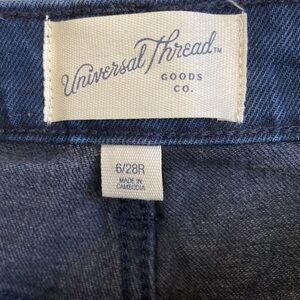 Universal Thread™
GOODS
CO.
6/28R
MADE IN
CAMBODIA